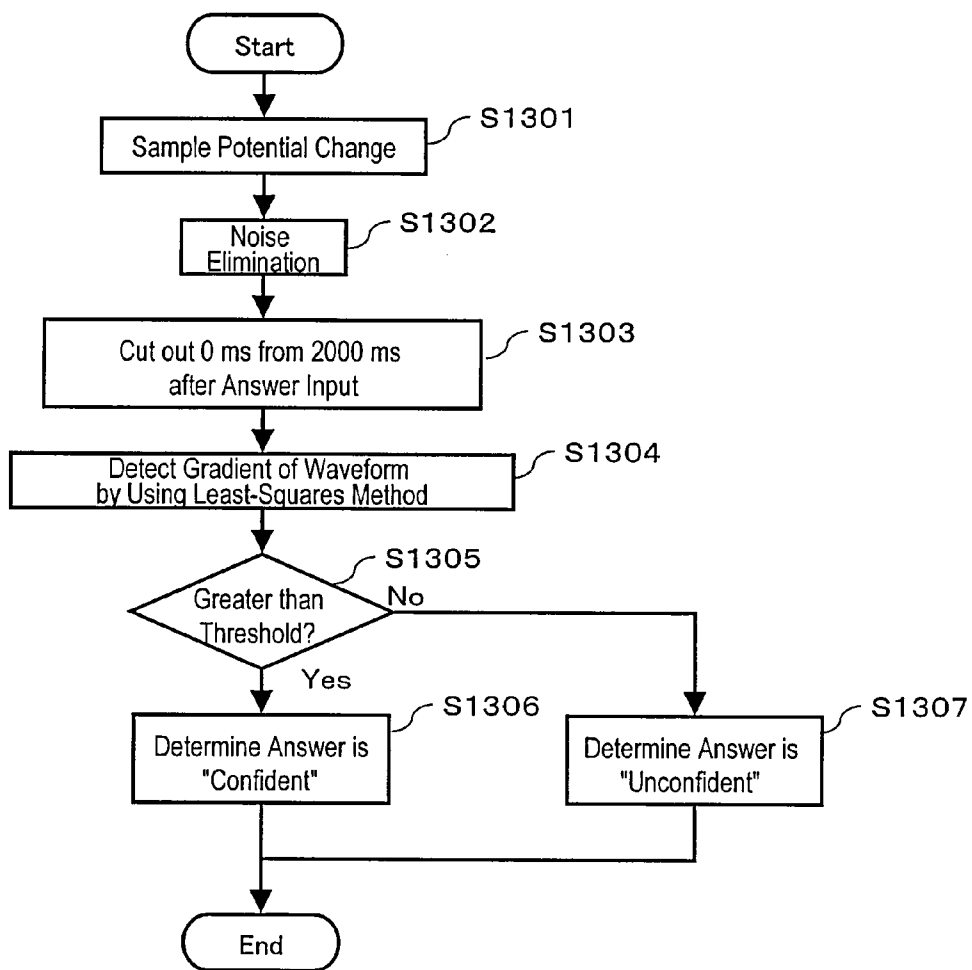 Start
S1301
Sample Potential Change
S1302
Noise
Elimination
S1303
Cut out 0 ms from 2000 ms
after Answer Input
S1304
Detect Gradient of Waveform
by Using Least-Squares Method
S1305
Greater than
Threshold?
No
Yes
S1306
Determine Answer is
"Confident"
S1307
Determine Answer is
"Unconfident"
End